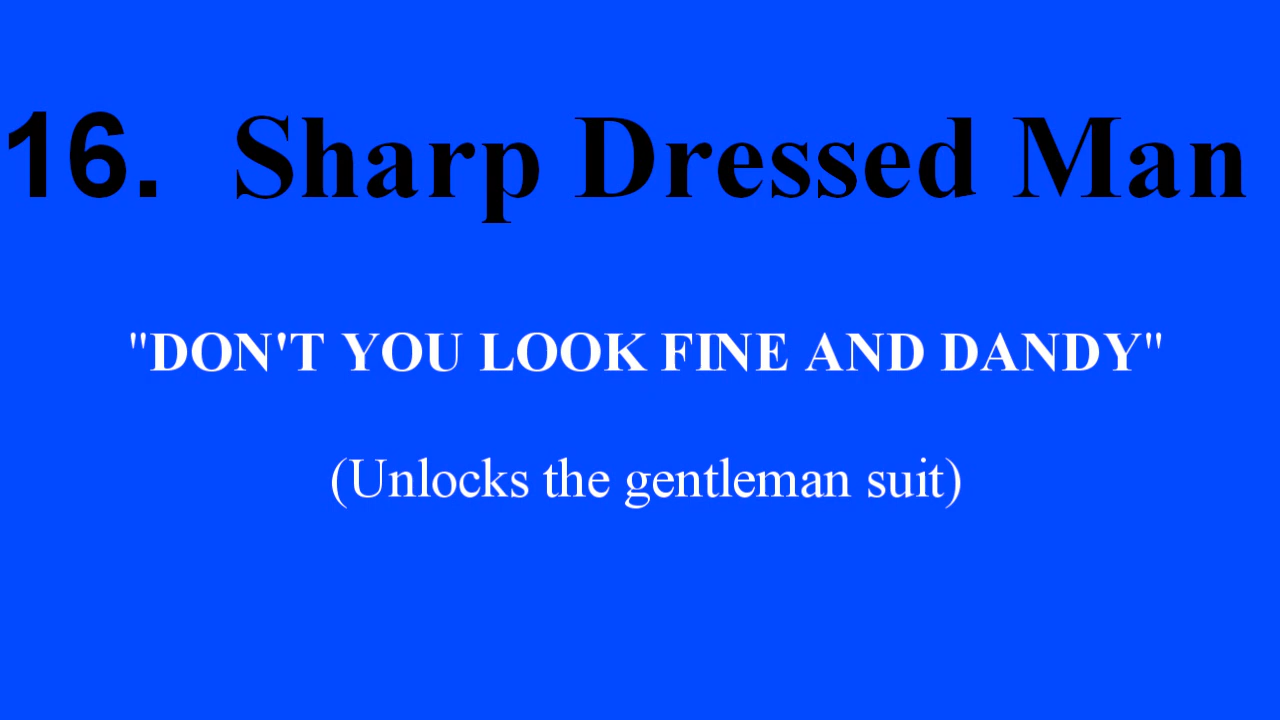 16. Sharp Dressed Man
"DON'T YOU LOOK FINE AND DANDY"
(Unlocks the gentleman suit)